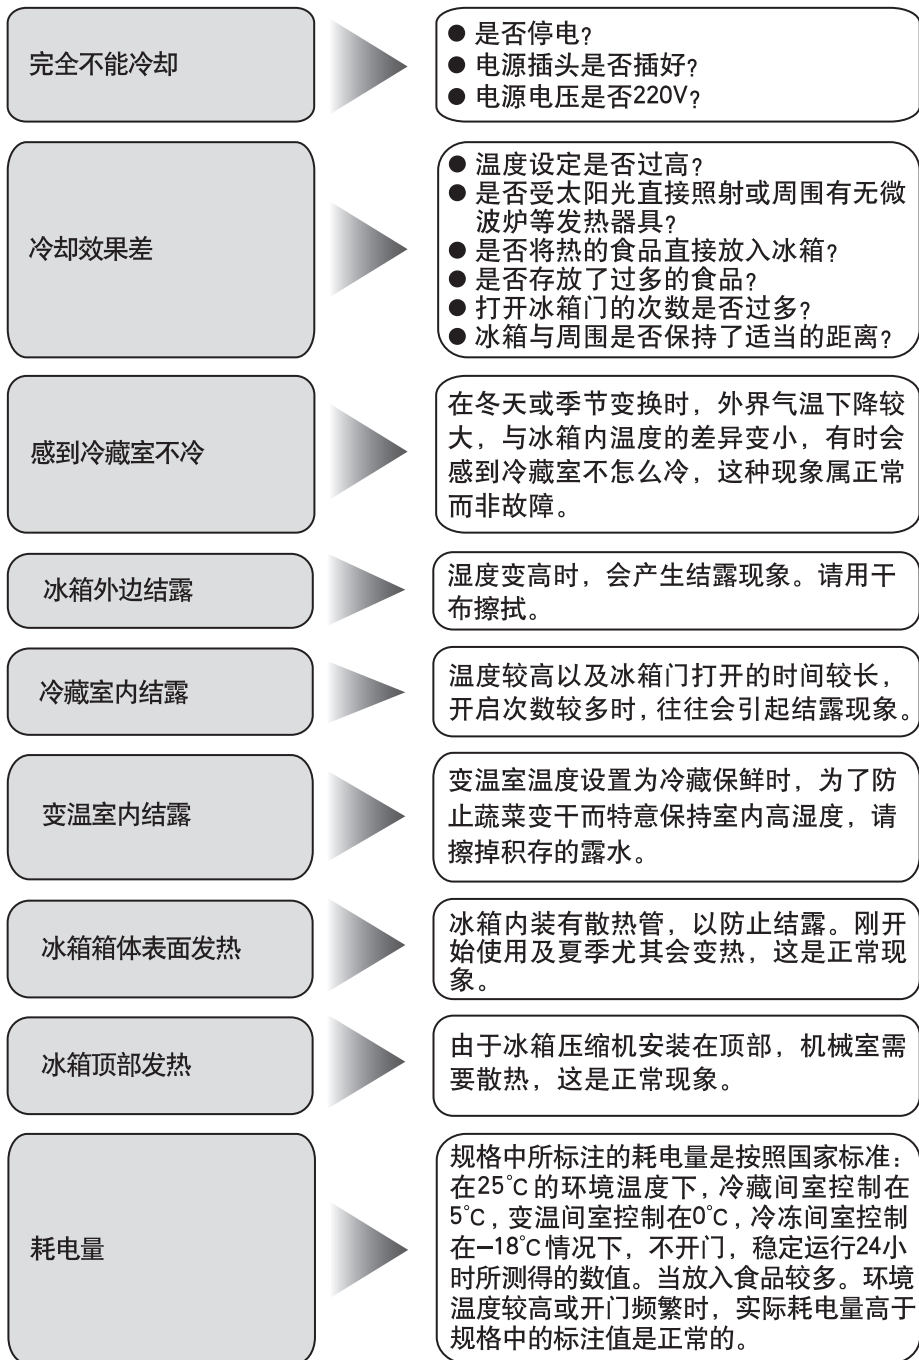 完全不能冷却
● 是否停电？
● 电源插头是否插好？
● 电源电压是否220V？
冷却效果差
● 温度设定是否过高？
● 是否受太阳光直接照射或周围有无微
波炉等发热器具？
● 是否将热的食品直接放入冰箱？
● 是否存放了过多的食品？
● 打开冰箱门的次数是否过多？
● 冰箱与周围是否保持了适当的距离？
感到冷藏室不冷
在冬天或季节变换时，外界气温下降较
大，与冰箱内温度的差异变小，有时会
感到冷藏室不怎么冷，这种现象属正常
而非故障。
冰箱外边结露
湿度变高时，会产生结露现象。请用干
布擦拭。
冷藏室内结露
温度较高以及冰箱门打开的时间较长，
开启次数较多时，往往会引起结露现象。
变温室内结露
变温室温度设置为冷藏保鲜时，为了防
止蔬菜变干而特意保持室内高湿度，请
擦掉积存的露水。
冰箱箱体表面发热
冰箱内装有散热管，以防止结露。刚开
始使用及夏季尤其会变热，这是正常现
象。
冰箱顶部发热
由于冰箱压缩机安装在顶部，机械室需
要散热，这是正常现象。
耗电量
规格中所标注的耗电量是按照国家标准：
在25℃的环境温度下，冷藏间室控制在
5℃，变温间室控制在0℃，冷冻间室控制
在–18℃情况下，不开门，稳定运行24小
时所测得的数值。当放入食品较多。环境
温度较高或开门频繁时，实际耗电量高于
规格中的标注值是正常的。